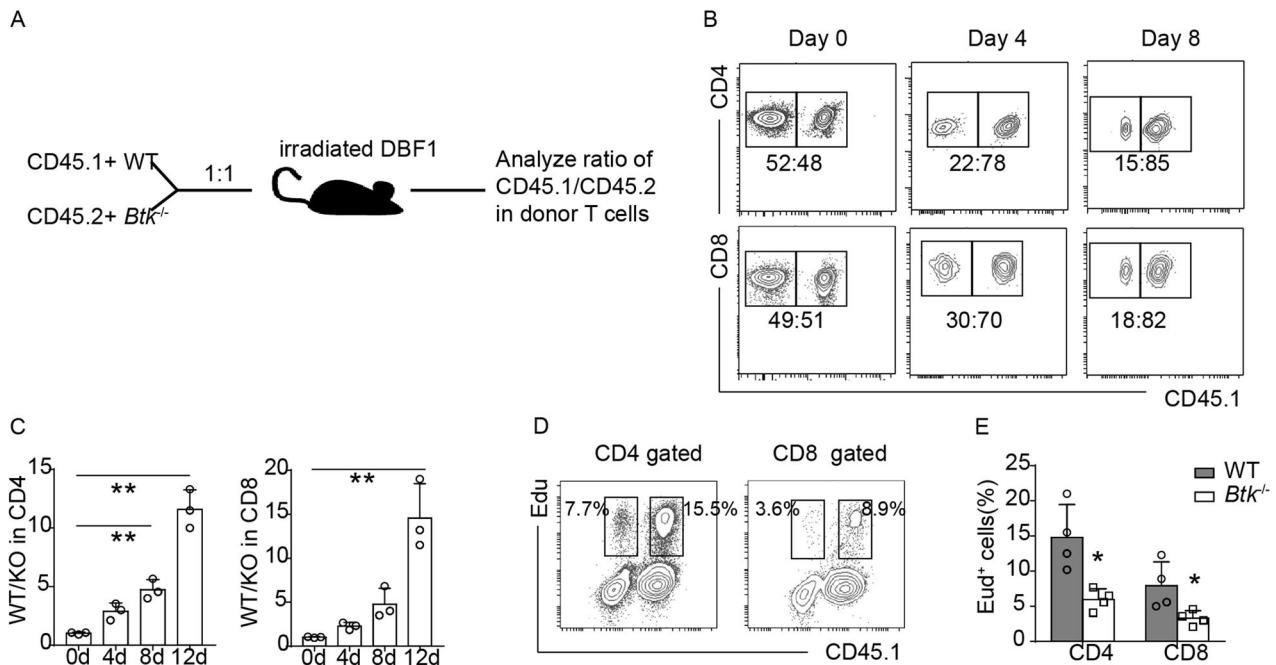 A
CD45.1+ WT
CD45.2+ Btk-/-
1:1
irradiated DBF1
Analyze ratio of
CD45.1/CD45.2
in donor T cells
B
Day 0
Day 4
Day 8
CD4
52:48
22:78
15:85
CD8
49:51
30:70
18:82
CD45.1
C
WT/KO in CD4
15
10
5
0
**
**
0d 4d 8d 12d
WT/KO in CD8
20
15
10
5
0
**
0d 4d 8d 12d
D
CD4 gated
CD8 gated
Edu
7.7%
15.5%
3.6%
8.9%
CD45.1
E
Eud+ cells(%)
25
20
15
10
5
0
WT
Btk-/-
*
*
CD4
CD8